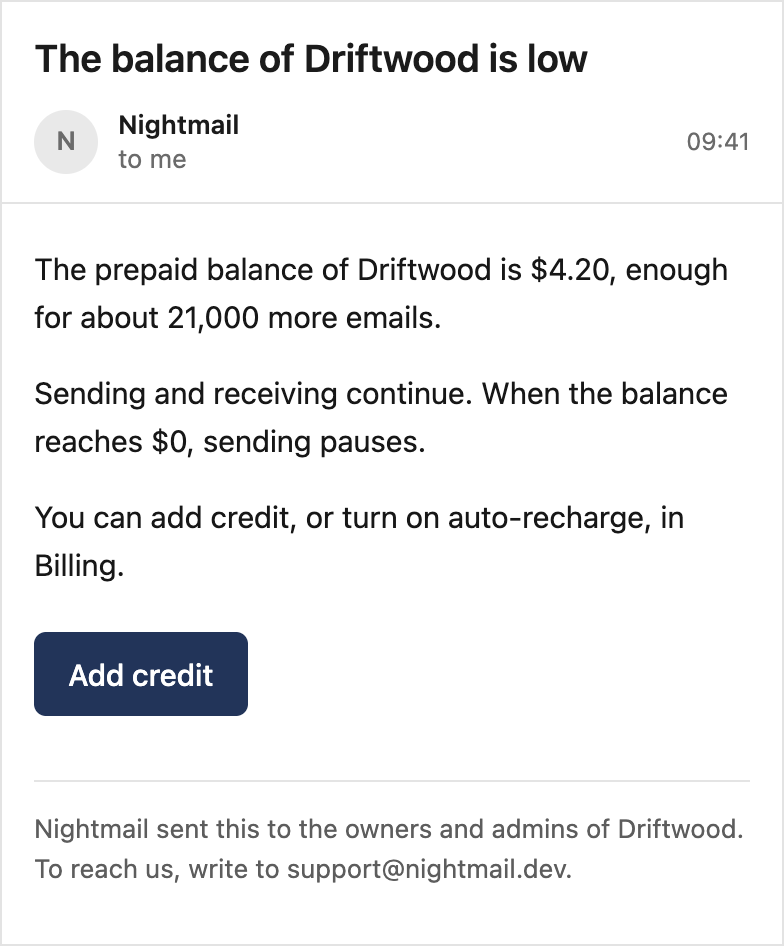 The balance of Driftwood is low
N
Nightmail
to me
09:41
The prepaid balance of Driftwood is $4.20, enough
for about 21,000 more emails.
Sending and receiving continue. When the balance
reaches $0, sending pauses.
You can add credit, or turn on auto-recharge, in
Billing.
Add credit
Nightmail sent this to the owners and admins of Driftwood.
To reach us, write to support@nightmail.dev.